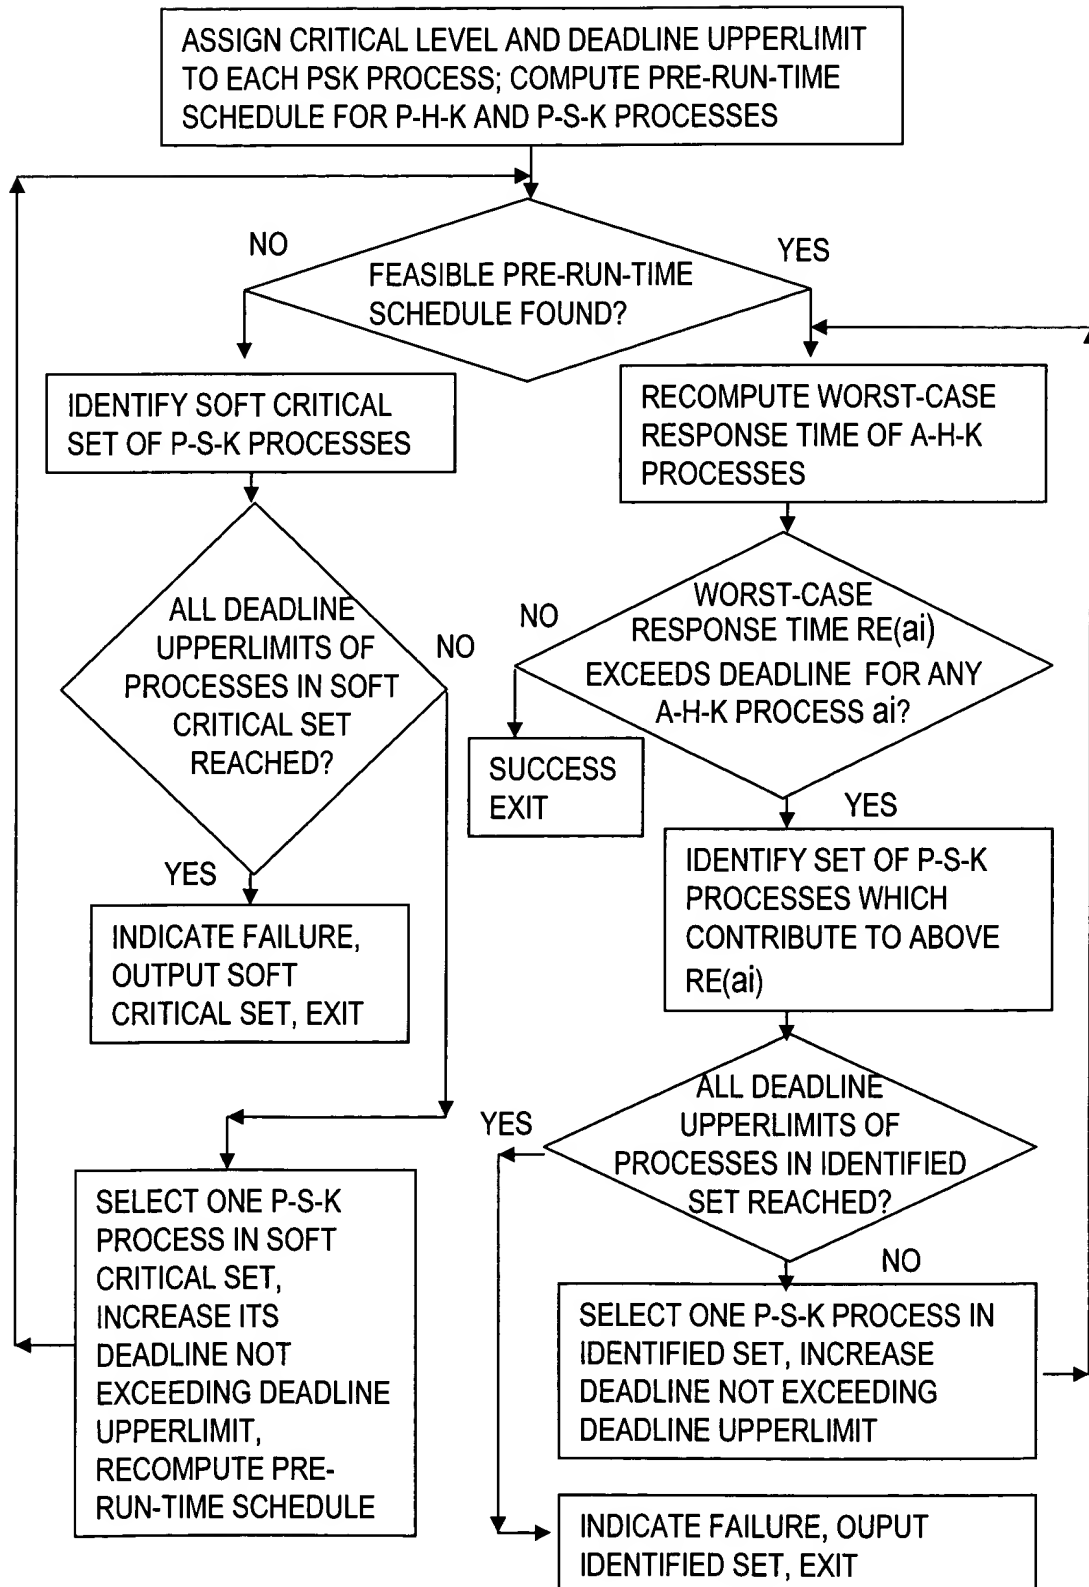 ASSIGN CRITICAL LEVEL AND DEADLINE UPPERLIMIT
TO EACH PSK PROCESS; COMPUTE PRE-RUN-TIME
SCHEDULE FOR P-H-K AND P-S-K PROCESSES
NO
YES
FEASIBLE PRE-RUN-TIME
SCHEDULE FOUND?
IDENTIFY SOFT CRITICAL
SET OF P-S-K PROCESSES
RECOMPUTE WORST-CASE
RESPONSE TIME OF A-H-K
PROCESSES
ALL DEADLINE
UPPERLIMITS OF
PROCESSES IN SOFT
CRITICAL SET
REACHED?
NO
YES
NO
WORST-CASE
RESPONSE TIME RE(ai)
EXCEEDS DEADLINE FOR ANY
A-H-K PROCESS ai?
SUCCESS
EXIT
YES
INDICATE FAILURE,
OUTPUT SOFT
CRITICAL SET, EXIT
IDENTIFY SET OF P-S-K
PROCESSES WHICH
CONTRIBUTE TO ABOVE
RE(ai)
YES
ALL DEADLINE
UPPERLIMITS OF
PROCESSES IN IDENTIFIED
SET REACHED?
NO
SELECT ONE P-S-K
PROCESS IN SOFT
CRITICAL SET,
INCREASE ITS
DEADLINE NOT
EXCEEDING DEADLINE
UPPERLIMIT,
RECOMPUTE PRE-
RUN-TIME SCHEDULE
SELECT ONE P-S-K PROCESS IN
IDENTIFIED SET, INCREASE
DEADLINE NOT EXCEEDING
DEADLINE UPPERLIMIT
INDICATE FAILURE, OUPUT
IDENTIFIED SET, EXIT